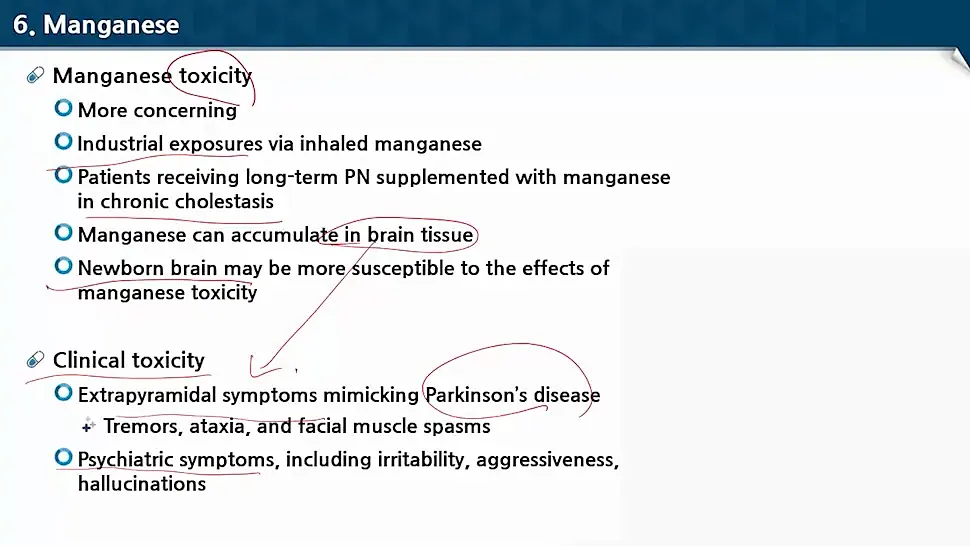 6. Manganese
Manganese toxicity
More concerning
Industrial exposures via inhaled manganese
Patients receiving long-term PN supplemented with manganese
in chronic cholestasis
Manganese can accumulate in brain tissue
Newborn brain may be more susceptible to the effects of
manganese toxicity
Clinical toxicity
Extrapyramidal symptoms mimicking Parkinson's disease
Tremors, ataxia, and facial muscle spasms
Psychiatric symptoms, including irritability, aggressiveness,
hallucinations